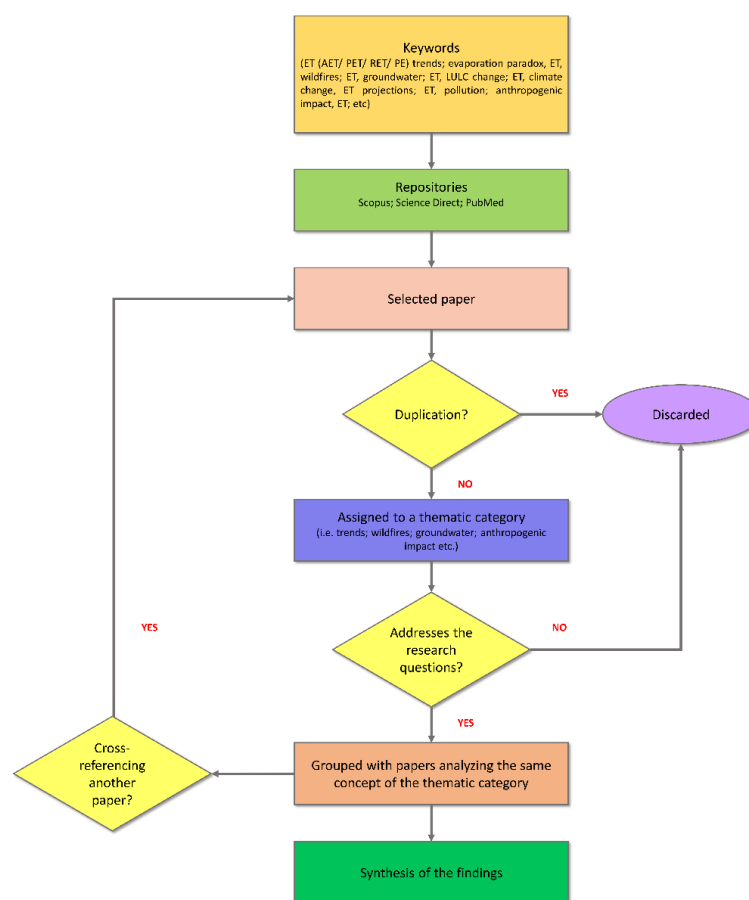 Keywords
(ET (AET/ PET/ RET/ PE) trends; evaporation paradox, ET,
wildfires; ET, groundwater; ET, LULC change; ET, climate
change, ET projections; ET, pollution; anthropogenic
impact, ET; etc)
Repositories
Scopus; Science Direct; PubMed
Selected paper
Duplication?
YES
Discarded
NO
Assigned to a thematic category
(i.e. trends; wildfires; groundwater; anthropogenic
impact etc.)
YES
Addresses the
research
questions?
NO
YES
Cross-
referencing
another
paper?
Grouped with papers analyzing the same
concept of the thematic category
Synthesis of the findings